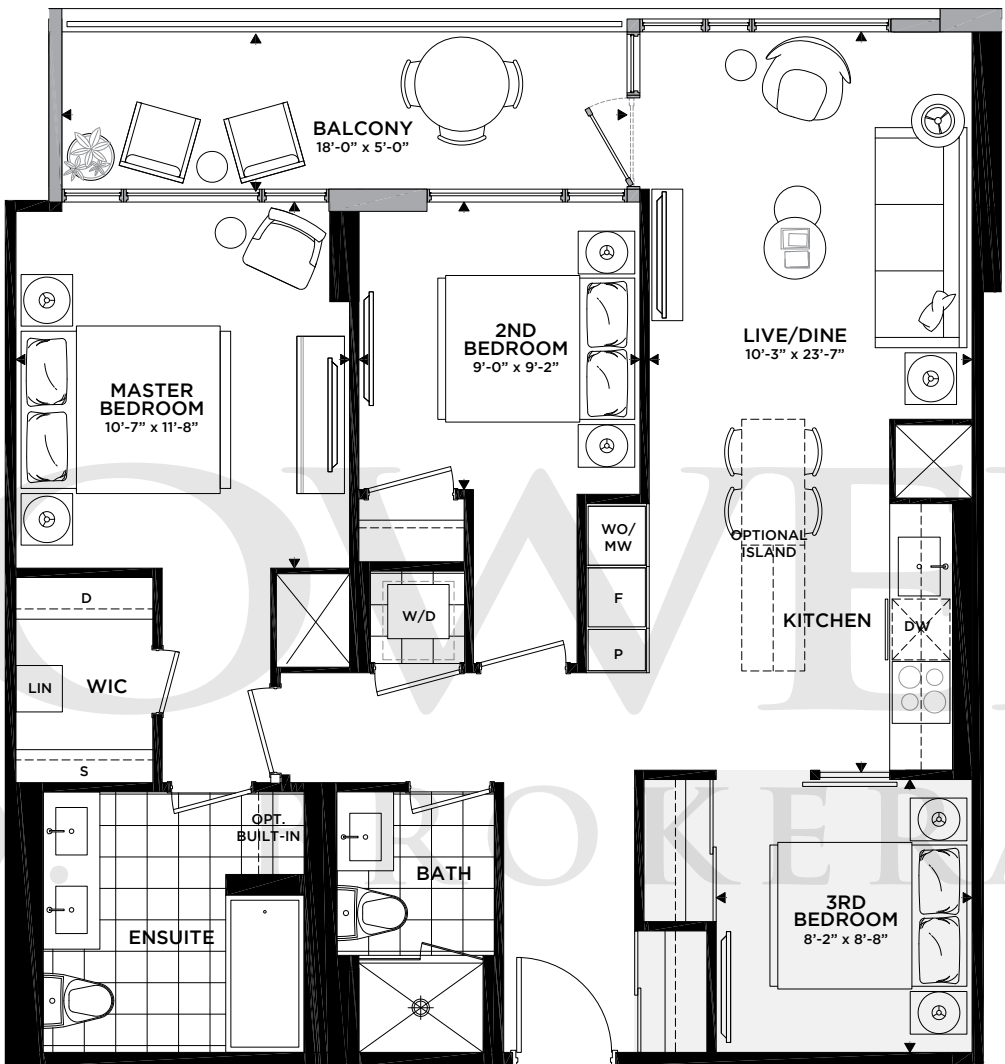 BALCONY
18'-0" x 5'-0"
2ND
BEDROOM
9'-0" x 9'-2"
LIVE/DINE
10'-3" x 23'-7"
MASTER
BEDROOM
10'-7" x 11'-8"
WO/
MW
OPTIONAL
ISLAND
F
W/D
KITCHEN
DW
P
D
LIN
WIC
S
OPT.
BUILT-IN
BATH
ENSUITE
3RD
BEDROOM
8'-2" x 8'-8"